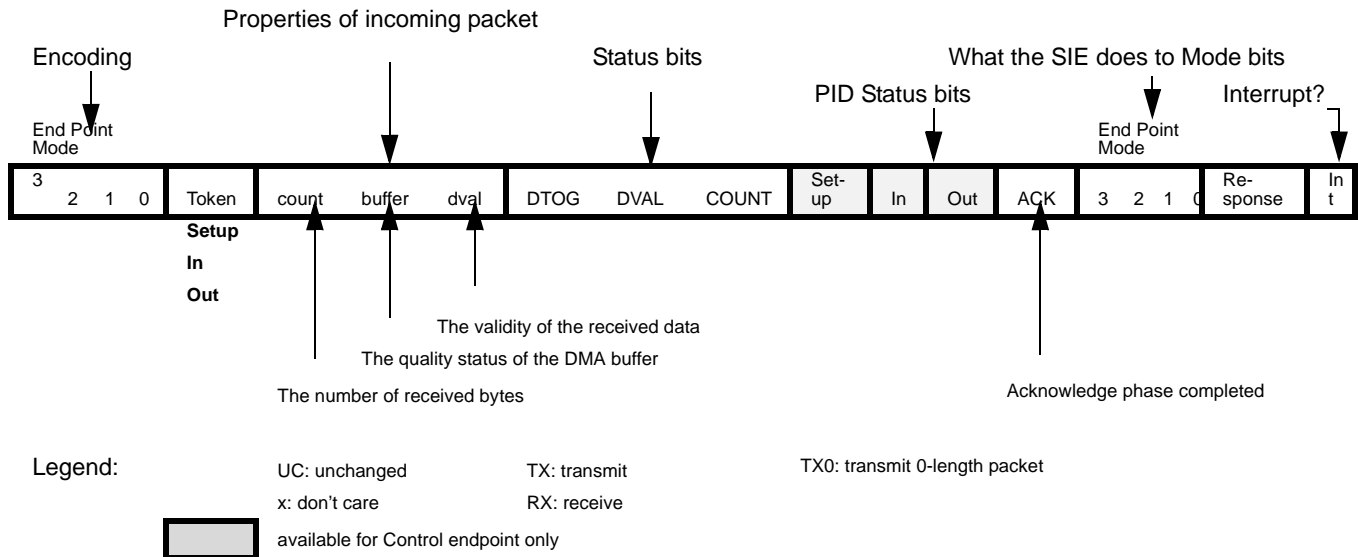 Properties of incoming packet
Encoding
Status bits
What the SIE does to Mode bits
PID Status bits
Interrupt?
End Point
Mode
End Point
Mode
3 2 1 0 Token count buffer dval DTOG DVAL COUNT Set-
up In Out ACK 3 2 1 0 Re-
sponse In
t
Setup
In
Out
The validity of the received data
The quality status of the DMA buffer
The number of received bytes
Acknowledge phase completed
Legend:
UC: unchanged TX: transmit TX0: transmit 0-length packet
x: don't care RX: receive
available for Control endpoint only